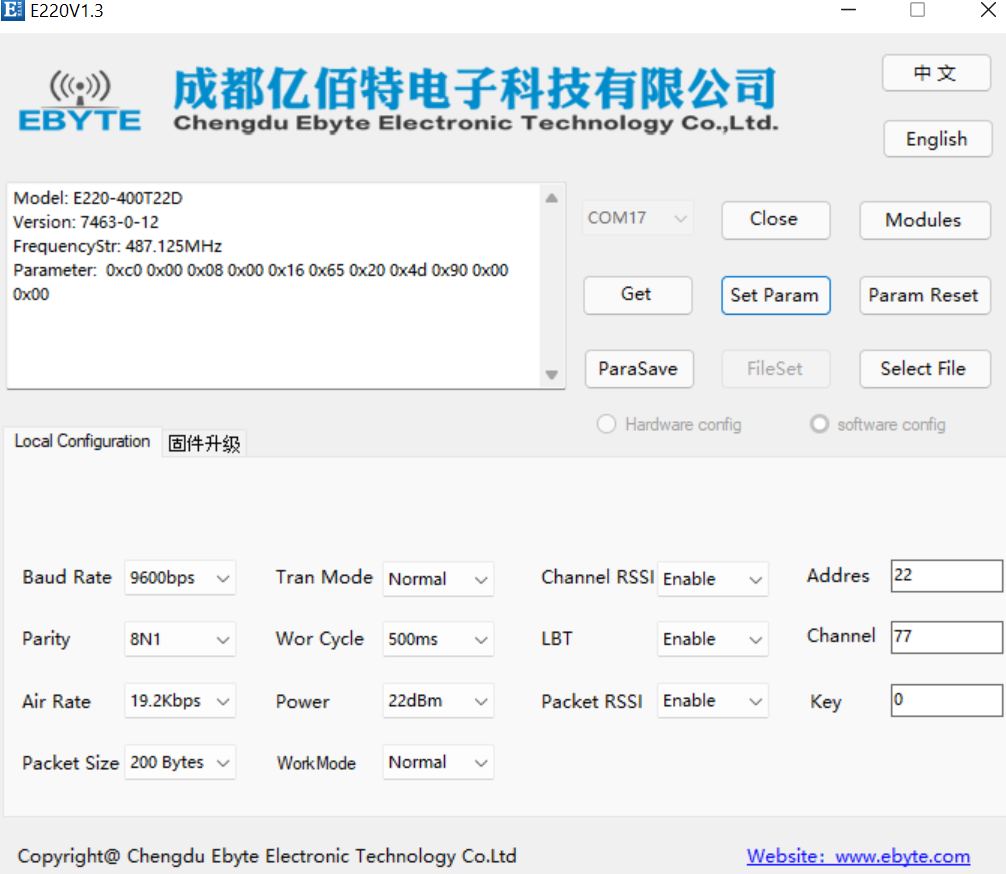 E220V1.3
EBYTE
成都亿佰特电子科技有限公司
Chengdu Ebyte Electronic Technology Co.,Ltd.
中 文
English
Model: E220-400T22D
Version: 7463-0-12
FrequencyStr: 487.125MHz
Parameter: 0xc0 0x00 0x08 0x00 0x16 0x65 0x20 0x4d 0x90 0x00
0x00
COM17 Close Modules
Get Set Param Param Reset
ParaSave FileSet Select File
Hardware config software config
Local Configuration 固件升级
Baud Rate 9600bps Tran Mode Normal Channel RSSI Enable Addres 22
Parity 8N1 Wor Cycle 500ms LBT Enable Channel 77
Air Rate 19.2Kbps Power 22dBm Packet RSSI Enable Key 0
Packet Size 200 Bytes WorkMode Normal
Copyright@ Chengdu Ebyte Electronic Technology Co.Ltd Website：www.ebyte.com